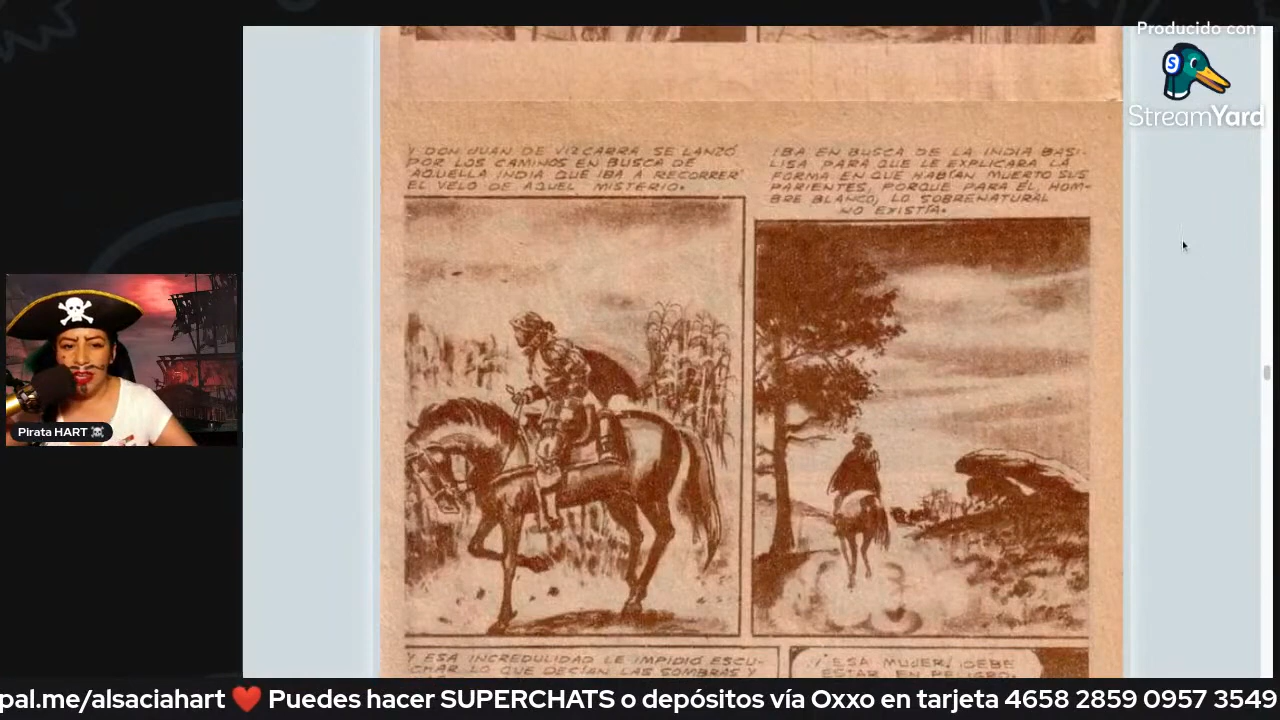 Producido con
StreamYard
Y DON JUAN DE VIZCARRA SE LANZÓ
POR LOS CAMINOS EN BUSCA DE
AQUELLA INDIA QUE IBA A RECORRER
EL VELO DE AQUEL MISTERIO.
IBA EN BUSCA DE LA INDIA BASI-
LISA PARA QUE LE EXPLICARA LA
FORMA EN QUE HABÍAN MUERTO SUS
PARIENTES, PORQUE PARA ÉL, HOM-
BRE BLANCO, LO SOBRENATURAL
NO EXISTÍA.
Pirata HART
Y ESA INCREDULIDAD LE IMPIDIÓ ESCU-
CHAR LO QUE DECÍAN LAS SOMBRAS Y
¡ESA MUJER DEBE
ESTAR EN PELIGRO.
pal.me/alsaciahart ❤️ Puedes hacer SUPERCHATS o depósitos vía Oxxo en tarjeta 4658 2859 0957 3549